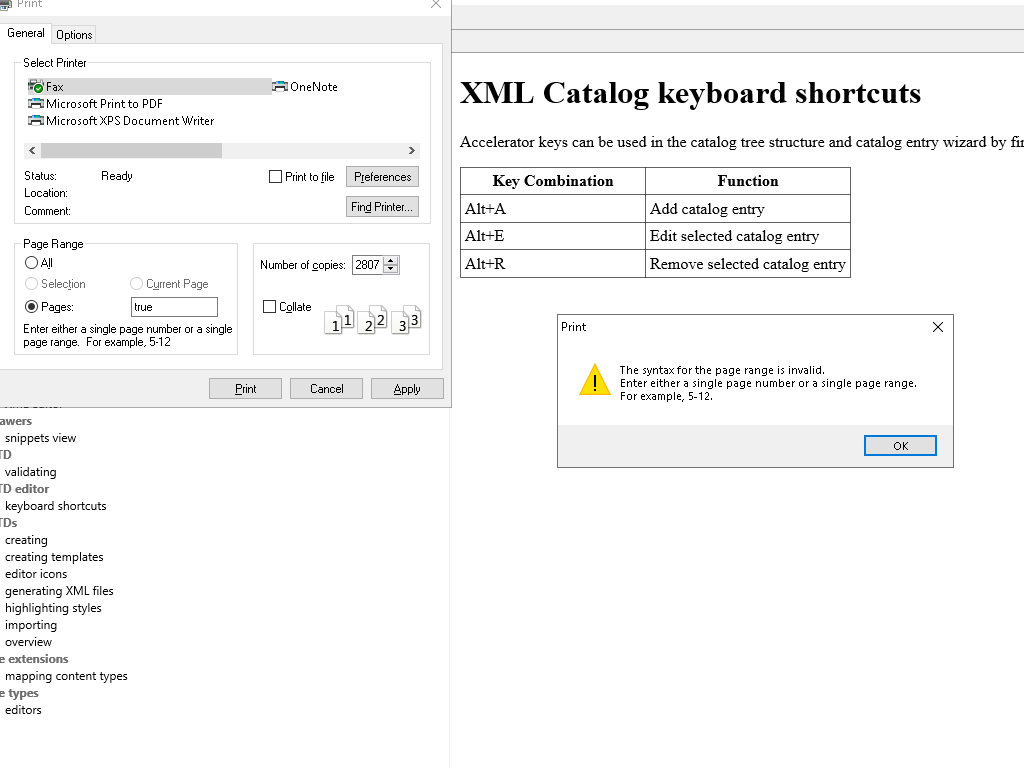 Print
General
Options
Select Printer
Fax
OneNote
Microsoft Print to PDF
Microsoft XPS Document Writer
Status:
Ready
Print to file
Preferences
Location:
Comment:
Find Printer...
Page Range
All
Selection
Current Page
Pages:
true
Enter either a single page number or a single
page range. For example, 5-12
Number of copies:
2807
Collate
1 1 2 2 3 3
Print
Cancel
Apply
awers
snippets view
TD
validating
TD editor
keyboard shortcuts
TDs
creating
creating templates
editor icons
generating XML files
highlighting styles
importing
overview
e extensions
mapping content types
e types
editors
XML Catalog keyboard shortcuts
Accelerator keys can be used in the catalog tree structure and catalog entry wizard by fir
Key Combination
Function
Alt+A
Add catalog entry
Alt+E
Edit selected catalog entry
Alt+R
Remove selected catalog entry
Print
The syntax for the page range is invalid.
Enter either a single page number or a single page range.
For example, 5-12.
OK